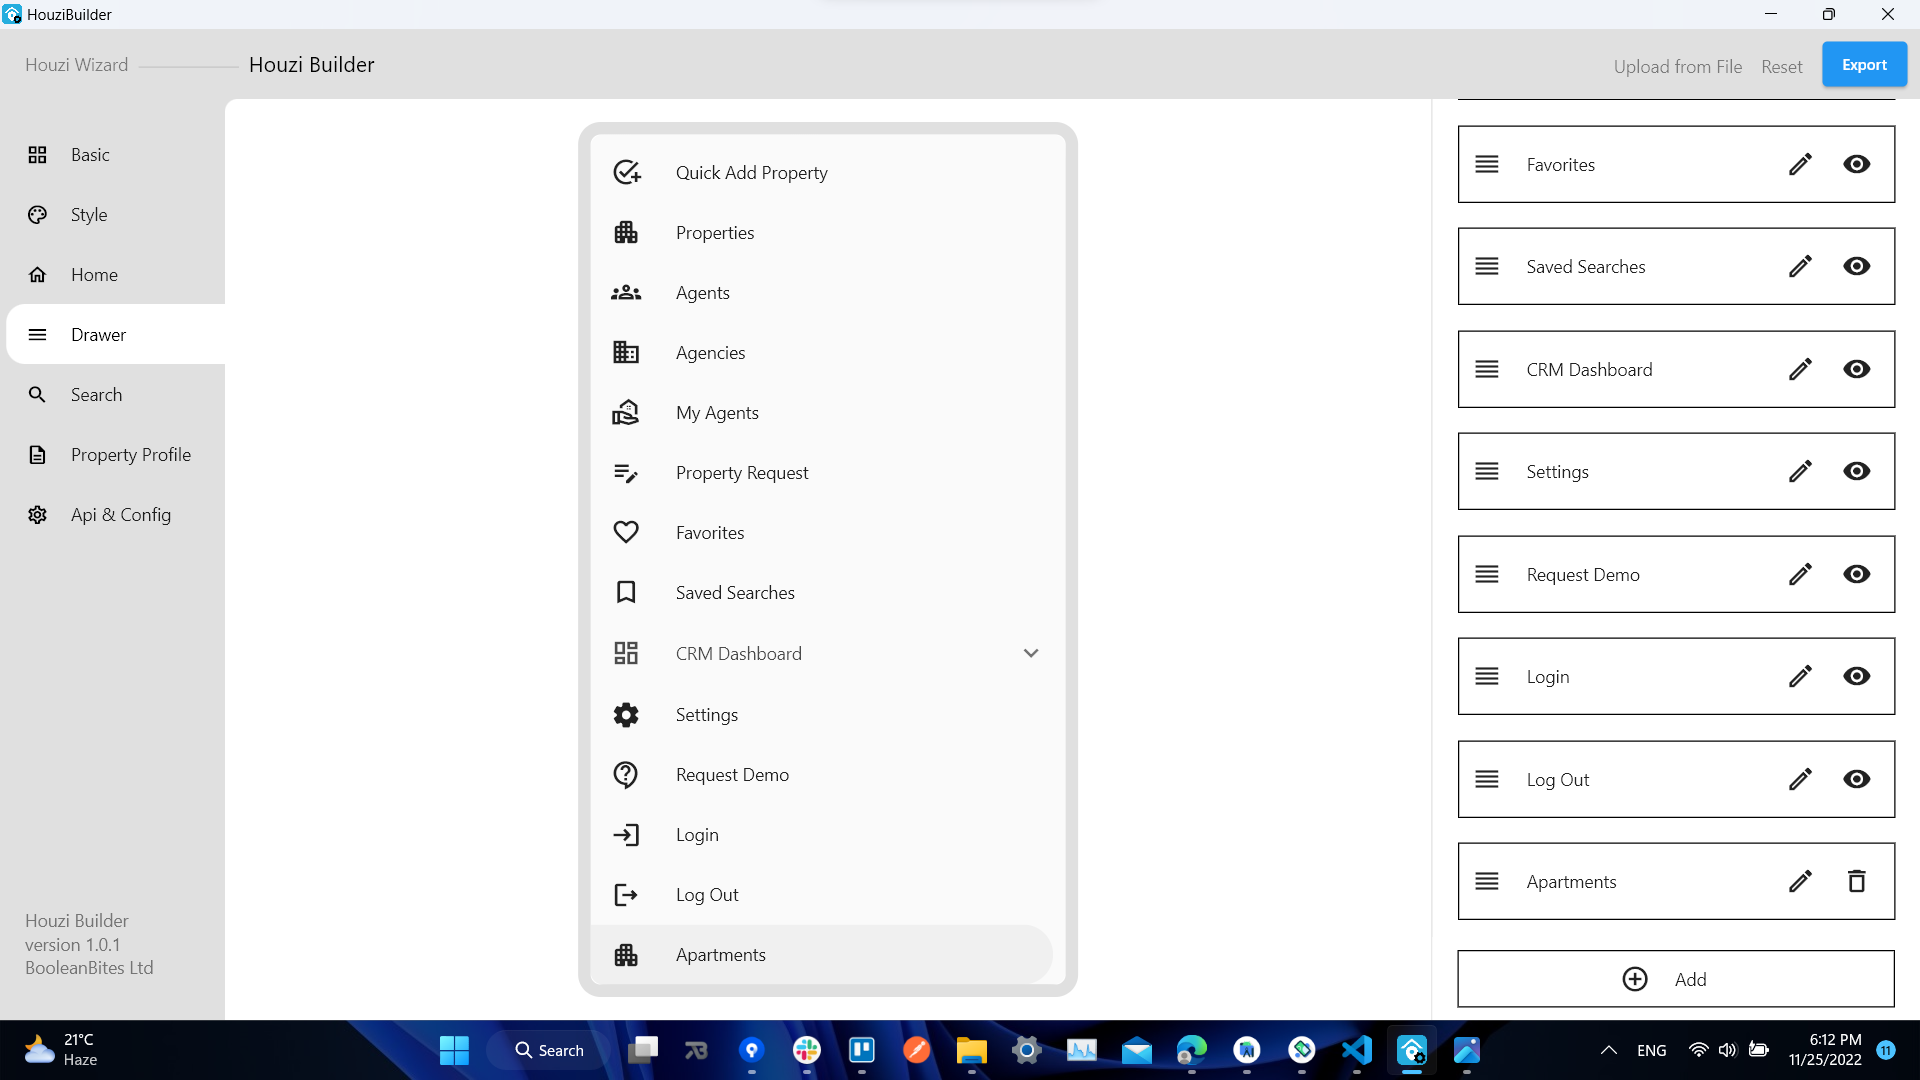 HouziBuilder
Houzi Wizard
Houzi Builder
Upload from File
Reset
Export
Basic
Style
Home
Drawer
Search
Property Profile
Api & Config
Houzi Builder
version 1.0.1
BooleanBites Ltd
Quick Add Property
Properties
Agents
Agencies
My Agents
Property Request
Favorites
Saved Searches
CRM Dashboard
Settings
Request Demo
Login
Log Out
Apartments
Favorites
Saved Searches
CRM Dashboard
Settings
Request Demo
Login
Log Out
Apartments
Add
21°C
Haze
Search
ENG
6:12 PM
11/25/2022
11